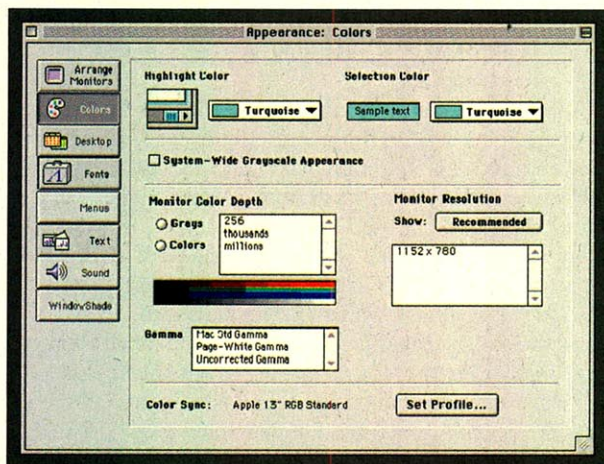 Appearance: Colors
Arrange
Monitors
Colors
Desktop
Fonts
Menus
Text
Sound
WindowShade
Highlight Color
Turquoise
Selection Color
Sample text
Turquoise
System-Wide Grayscale Appearance
Monitor Color Depth
Grays
Colors
256
thousands
millions
Monitor Resolution
Show: Recommended
1152 x 780
Gamma
Mac Std Gamma
Page-White Gamma
Uncorrected Gamma
Color Sync: Apple 13" RGB Standard
Set Profile...